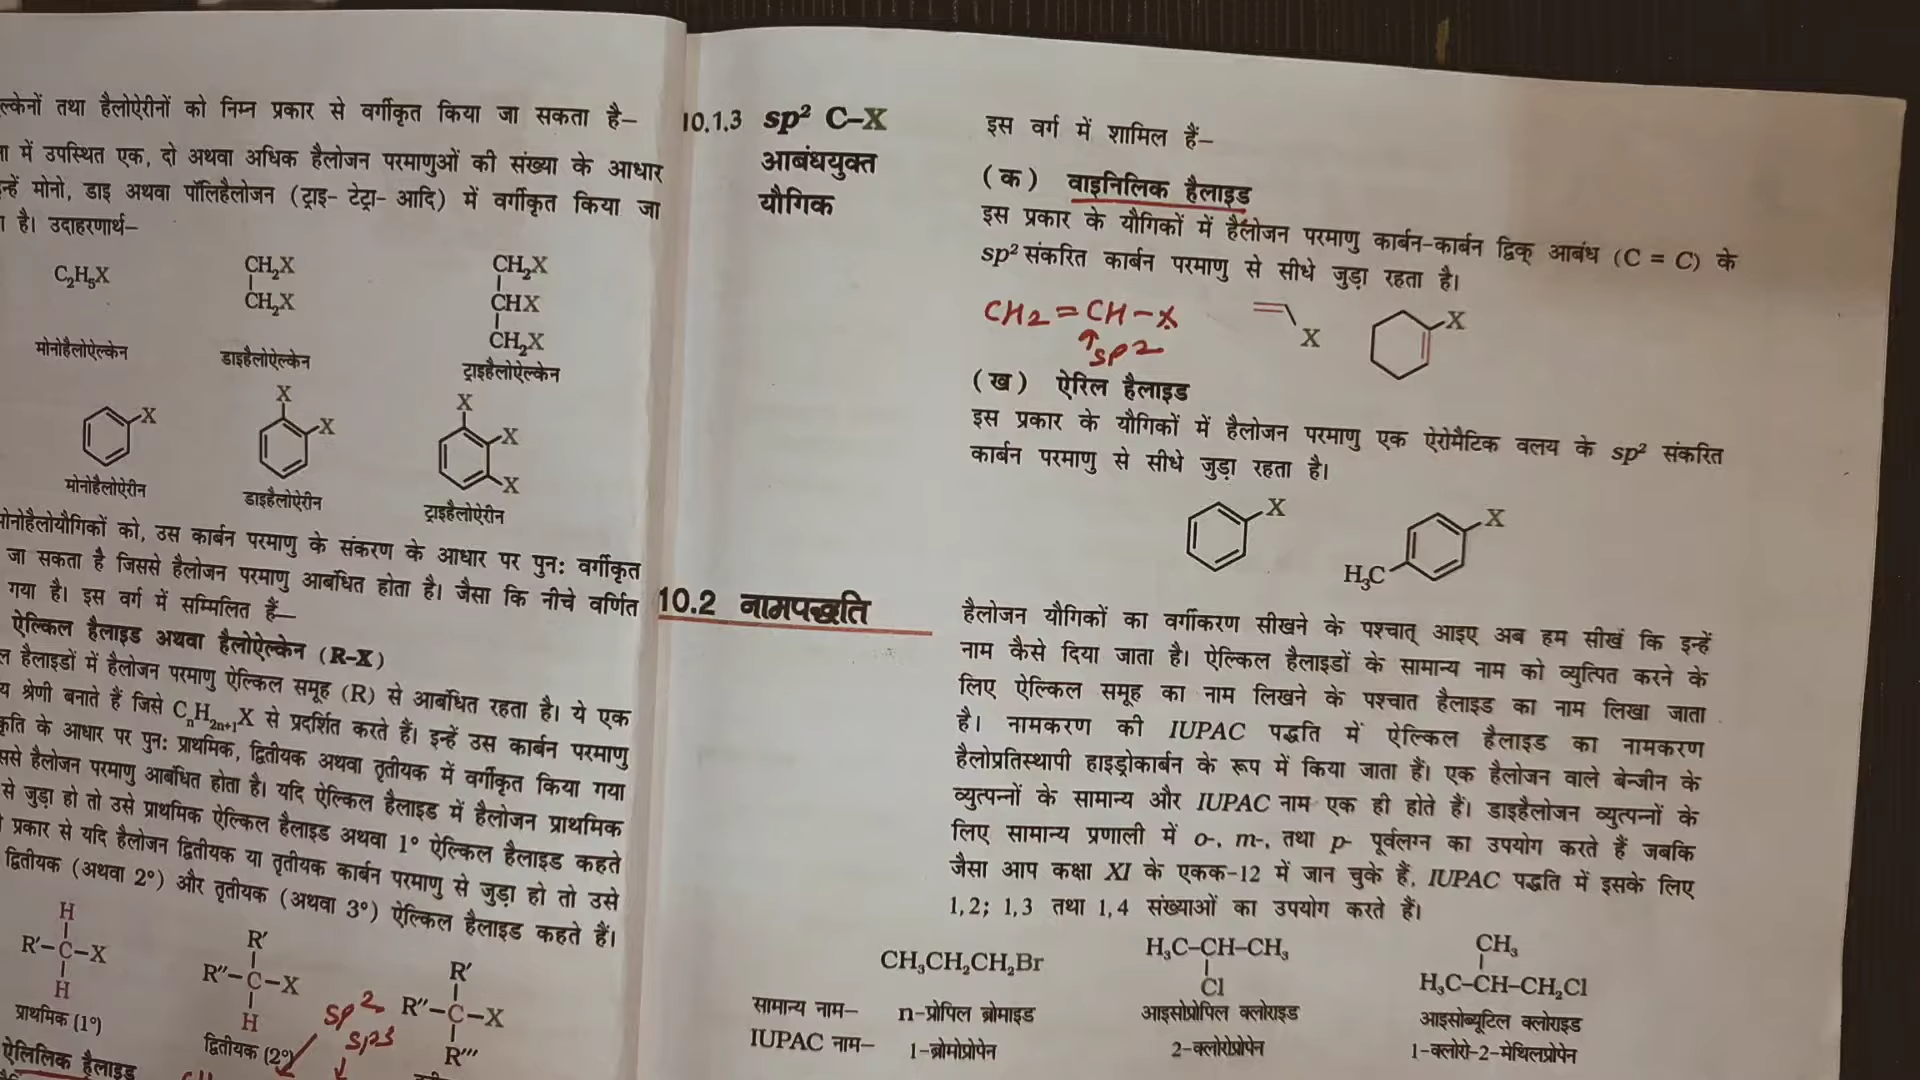 ल्केनों तथा हैलोऐरीनों को निम्न प्रकार से वर्गीकृत किया जा सकता है–
में उपस्थित एक, दो अथवा अधिक हैलोजन परमाणुओं की संख्या के आधार
न्हें मोनो, डाइ अथवा पॉलिहैलोजन (ट्राइ- टेट्रा- आदि) में वर्गीकृत किया जा
है। उदाहरणार्थ–
C₂H₅X CH₂X CH₂X
CH₂X CHX
CH₂X
मोनोहैलोऐल्केन डाइहैलोऐल्केन ट्राइहैलोऐल्केन
X X X
X X
X
मोनोहैलोऐरीन डाइहैलोऐरीन ट्राइहैलोऐरीन
मोनोहैलोयौगिकों को, उस कार्बन परमाणु के संकरण के आधार पर पुन: वर्गीकृत
जा सकता है जिससे हैलोजन परमाणु आबंधित होता है। जैसा कि नीचे वर्णित
गया है। इस वर्ग में सम्मिलित हैं—
ऐल्किल हैलाइड अथवा हैलोऐल्केन (R–X)
ल हैलाइडों में हैलोजन परमाणु ऐल्किल समूह (R) से आबंधित रहता है। ये एक
य श्रेणी बनाते हैं जिसे CₙH₂ₙ₊₁X से प्रदर्शित करते हैं। इन्हें उस कार्बन परमाणु
कृति के आधार पर पुन: प्राथमिक, द्वितीयक अथवा तृतीयक में वर्गीकृत किया गया
ससे हैलोजन परमाणु आबंधित होता है। यदि ऐल्किल हैलाइड में हैलोजन प्राथमिक
से जुड़ा हो तो उसे प्राथमिक ऐल्किल हैलाइड अथवा 1° ऐल्किल हैलाइड कहते
प्रकार से यदि हैलोजन द्वितीयक या तृतीयक कार्बन परमाणु से जुड़ा हो तो उसे
द्वितीयक (अथवा 2°) और तृतीयक (अथवा 3°) ऐल्किल हैलाइड कहते हैं।
H R′ R′
R′–C–X R″–C–X R″–C–X
H H R‴
प्राथमिक (1°) द्वितीयक (2°)
sp2
sp3
ऐलिलिक हैलाइड
10.1.3 sp² C–X
आबंधयुक्त
यौगिक
इस वर्ग में शामिल हैं–
(क) वाइनिलिक हैलाइड
इस प्रकार के यौगिकों में हैलोजन परमाणु कार्बन-कार्बन द्विक् आबंध (C = C) के
sp² संकरित कार्बन परमाणु से सीधे जुड़ा रहता है।
CH2 = CH – X X X
↑sp2
(ख) ऐरिल हैलाइड
इस प्रकार के यौगिकों में हैलोजन परमाणु एक ऐरोमैटिक वलय के sp² संकरित
कार्बन परमाणु से सीधे जुड़ा रहता है।
X X
H₃C
10.2 नामपद्धति
हैलोजन यौगिकों का वर्गीकरण सीखने के पश्चात् आइए अब हम सीखं कि इन्हें
नाम कैसे दिया जाता है। ऐल्किल हैलाइडों के सामान्य नाम को व्युत्पित करने के
लिए ऐल्किल समूह का नाम लिखने के पश्चात हैलाइड का नाम लिखा जाता
है। नामकरण की IUPAC पद्धति में ऐल्किल हैलाइड का नामकरण
हैलोप्रतिस्थापी हाइड्रोकार्बन के रूप में किया जाता हैं। एक हैलोजन वाले बेन्जीन के
व्युत्पन्नों के सामान्य और IUPAC नाम एक ही होते हैं। डाइहैलोजन व्युत्पन्नों के
लिए सामान्य प्रणाली में o-, m-, तथा p- पूर्वलग्न का उपयोग करते हैं जबकि
जैसा आप कक्षा XI के एकक-12 में जान चुके हैं, IUPAC पद्धति में इसके लिए
1,2; 1,3 तथा 1,4 संख्याओं का उपयोग करते हैं।
CH₃CH₂CH₂Br H₃C–CH–CH₃ CH₃
Cl H₃C–CH–CH₂Cl
सामान्य नाम– n-प्रोपिल ब्रोमाइड आइसोप्रोपिल क्लोराइड आइसोब्यूटिल क्लोराइड
IUPAC नाम– 1-ब्रोमोप्रोपेन 2-क्लोरोप्रोपेन 1-क्लोरो-2-मेथिलप्रोपेन